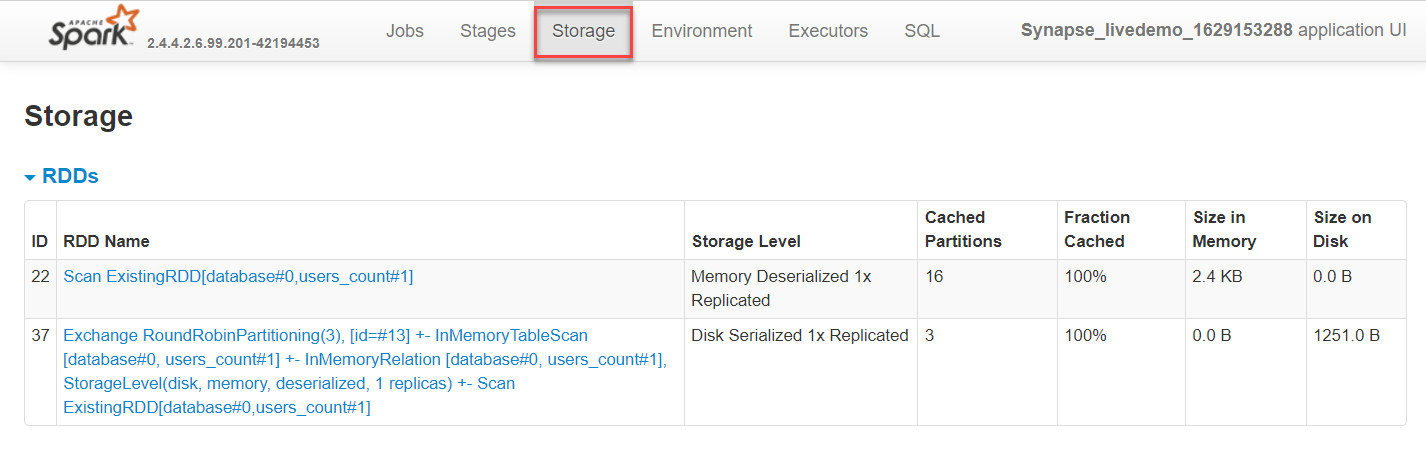 APACHE
Spark 2.4.4.2.6.99.201-42194453 Jobs Stages Storage Environment Executors SQL Synapse_livedemo_1629153288 application UI
Storage
RDDs
ID RDD Name Storage Level Cached Partitions Fraction Cached Size in Memory Size on Disk
22 Scan ExistingRDD[database#0,users_count#1] Memory Deserialized 1x Replicated 16 100% 2.4 KB 0.0 B
37 Exchange RoundRobinPartitioning(3), [id=#13] +- InMemoryTableScan Disk Serialized 1x Replicated 3 100% 0.0 B 1251.0 B
[database#0, users_count#1] +- InMemoryRelation [database#0, users_count#1],
StorageLevel(disk, memory, deserialized, 1 replicas) +- Scan
ExistingRDD[database#0,users_count#1]